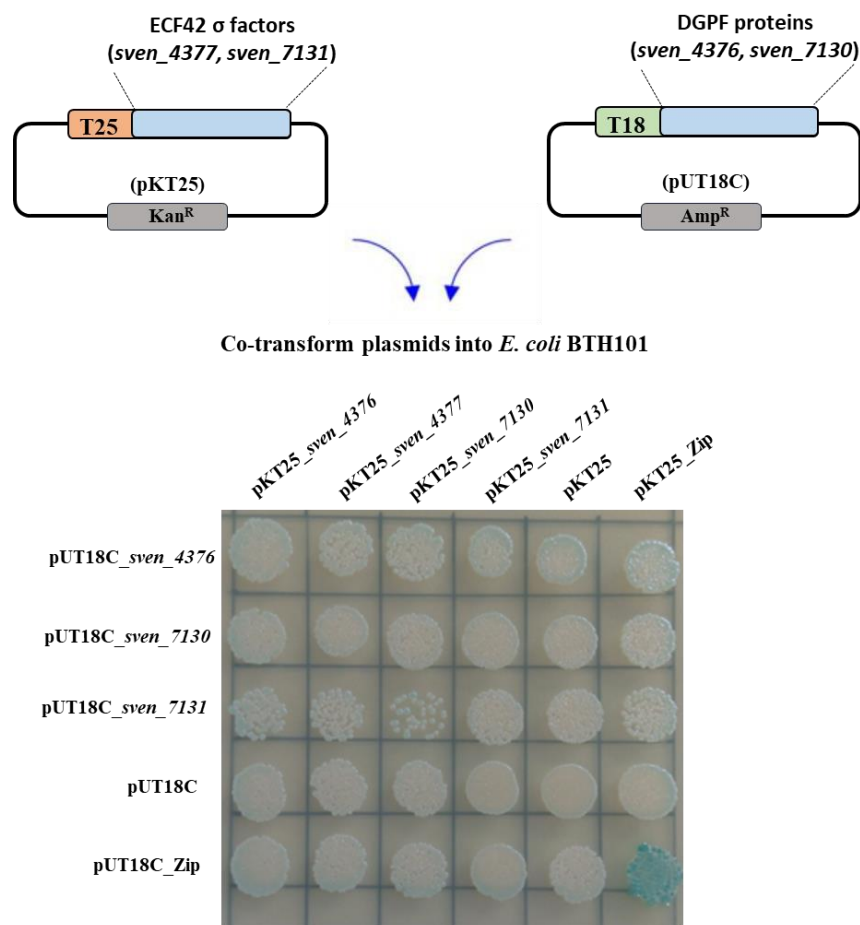 ECF42 σ factors
(sven_4377, sven_7131)
DGPF proteins
(sven_4376, sven_7130)
T25
T18
(pKT25)
(pUT18C)
Kanᴿ
Ampᴿ
Co-transform plasmids into E. coli BTH101
pKT25_sven_4376
pKT25_sven_4377
pKT25_sven_7130
pKT25_sven_7131
pKT25
pKT25_Zip
pUT18C_sven_4376
pUT18C_sven_7130
pUT18C_sven_7131
pUT18C
pUT18C_Zip